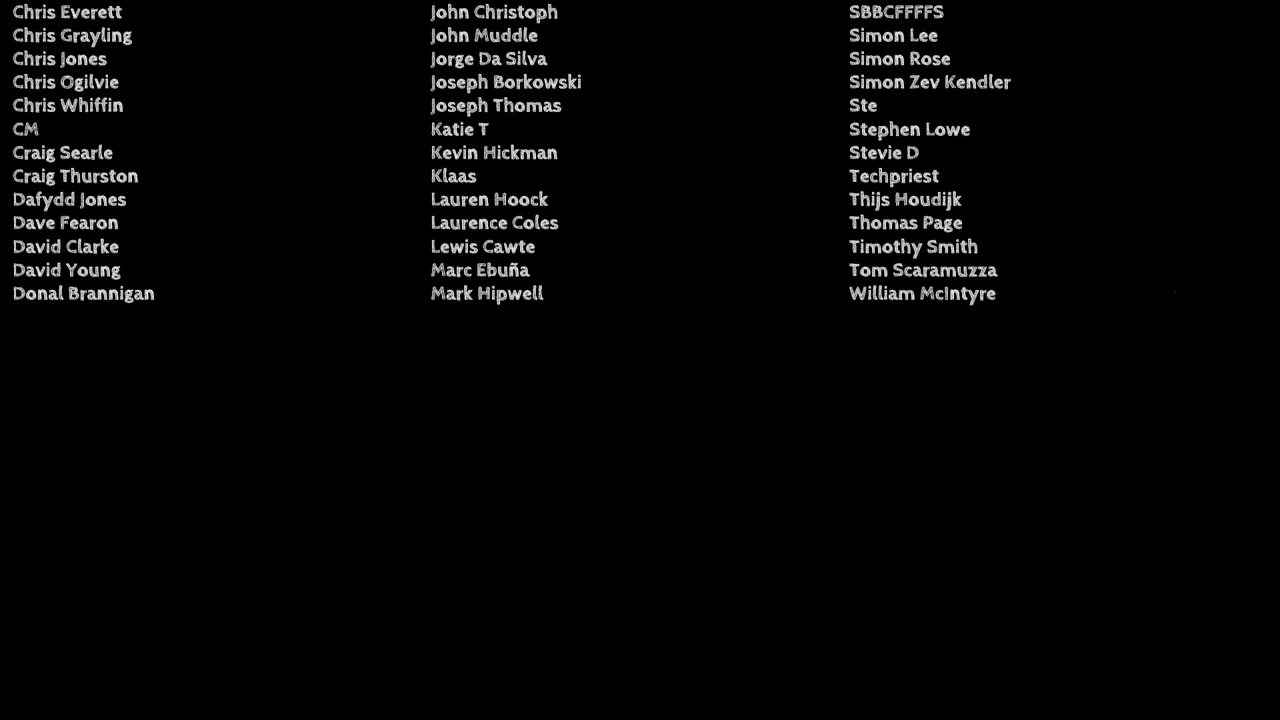 Chris Everett
Chris Grayling
Chris Jones
Chris Ogilvie
Chris Whiffin
CM
Craig Searle
Craig Thurston
Dafydd Jones
Dave Fearon
David Clarke
David Young
Donal Brannigan
John Christoph
John Muddle
Jorge Da Silva
Joseph Borkowski
Joseph Thomas
Katie T
Kevin Hickman
Klaas
Lauren Hoock
Laurence Coles
Lewis Cawte
Marc Ebuña
Mark Hipwell
SBBCFFFFS
Simon Lee
Simon Rose
Simon Zev Kendler
Ste
Stephen Lowe
Stevie D
Techpriest
Thijs Houdijk
Thomas Page
Timothy Smith
Tom Scaramuzza
William McIntyre